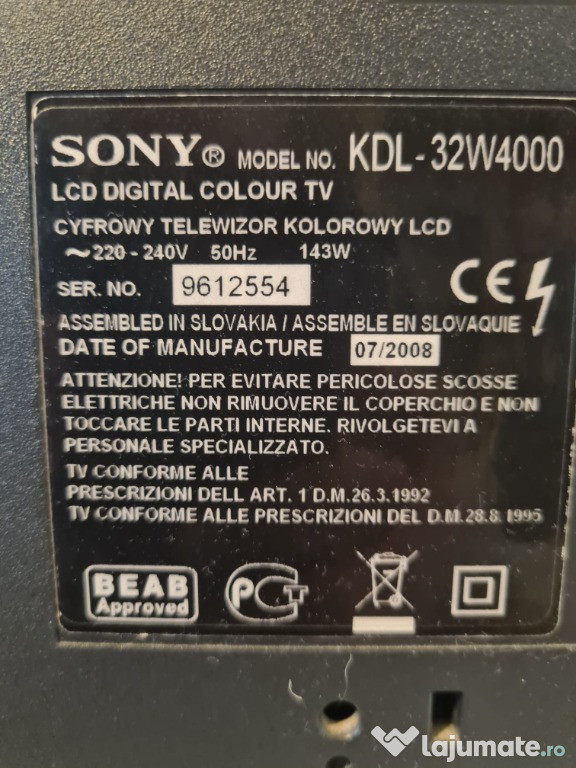 SONY® MODEL NO. KDL-32W4000
LCD DIGITAL COLOUR TV
CYFROWY TELEWIZOR KOLOROWY LCD
~220 - 240V 50Hz 143W
SER. NO. 9612554
CE
ASSEMBLED IN SLOVAKIA / ASSEMBLE EN SLOVAQUIE
DATE OF MANUFACTURE 07/2008
ATTENZIONE! PER EVITARE PERICOLOSE SCOSSE
ELETTRICHE NON RIMUOVERE IL COPERCHIO E NON
TOCCARE LE PARTI INTERNE. RIVOLGETEVI A
PERSONALE SPECIALIZZATO.
TV CONFORME ALLE
PRESCRIZIONI DELL ART. 1 D.M.26.3.1992
TV CONFORME ALLE PRESCRIZIONI DEL D.M.28.8.1995
BEAB
Approved
PCT
lajumate.ro